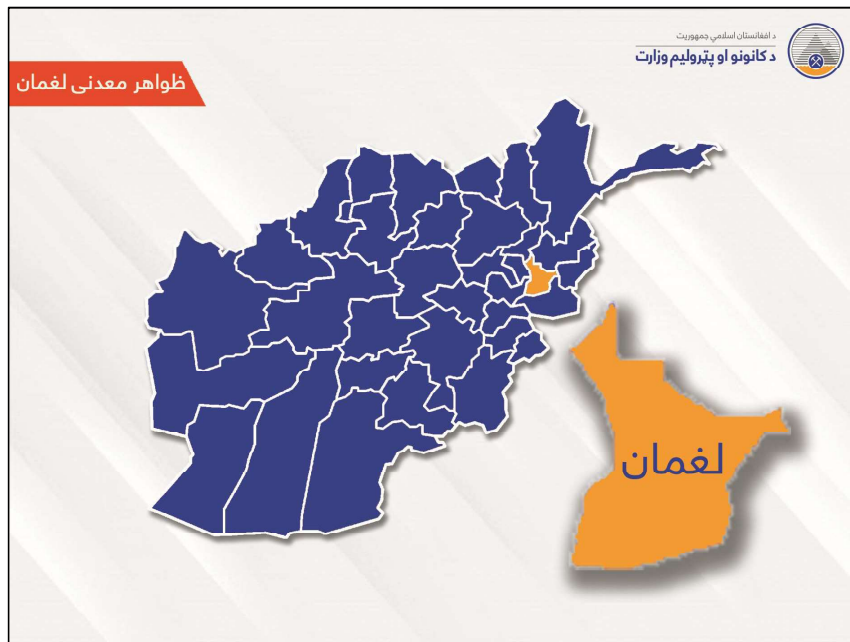 د افغانستان اسلامي جمهوریت
د کانونو او پټرولیم وزارت
ظواهر معدنی لغمان
لغمان